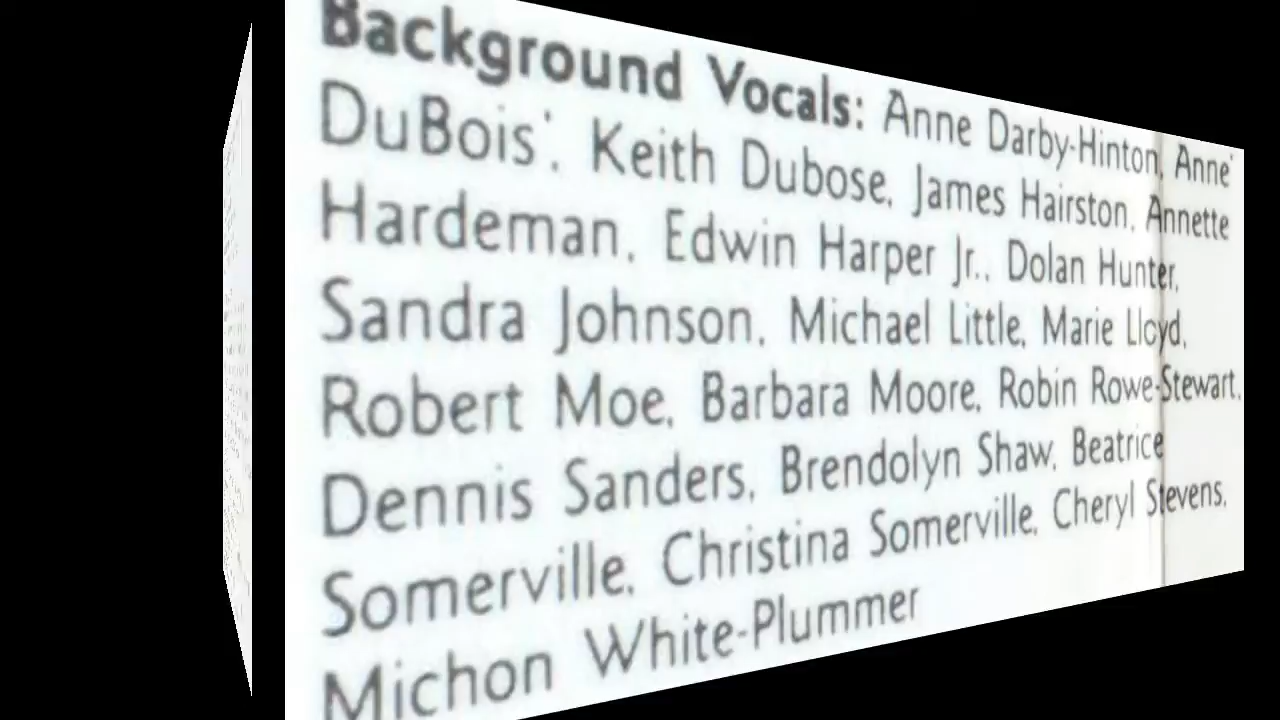 Background Vocals: Anne Darby-Hinton, Anne'
DuBois', Keith Dubose, James Hairston, Annette
Hardeman, Edwin Harper Jr., Dolan Hunter,
Sandra Johnson, Michael Little, Marie Lloyd,
Robert Moe, Barbara Moore, Robin Rowe-Stewart,
Dennis Sanders, Brendolyn Shaw, Beatrice
Somerville, Christina Somerville, Cheryl Stevens,
Michon White-Plummer